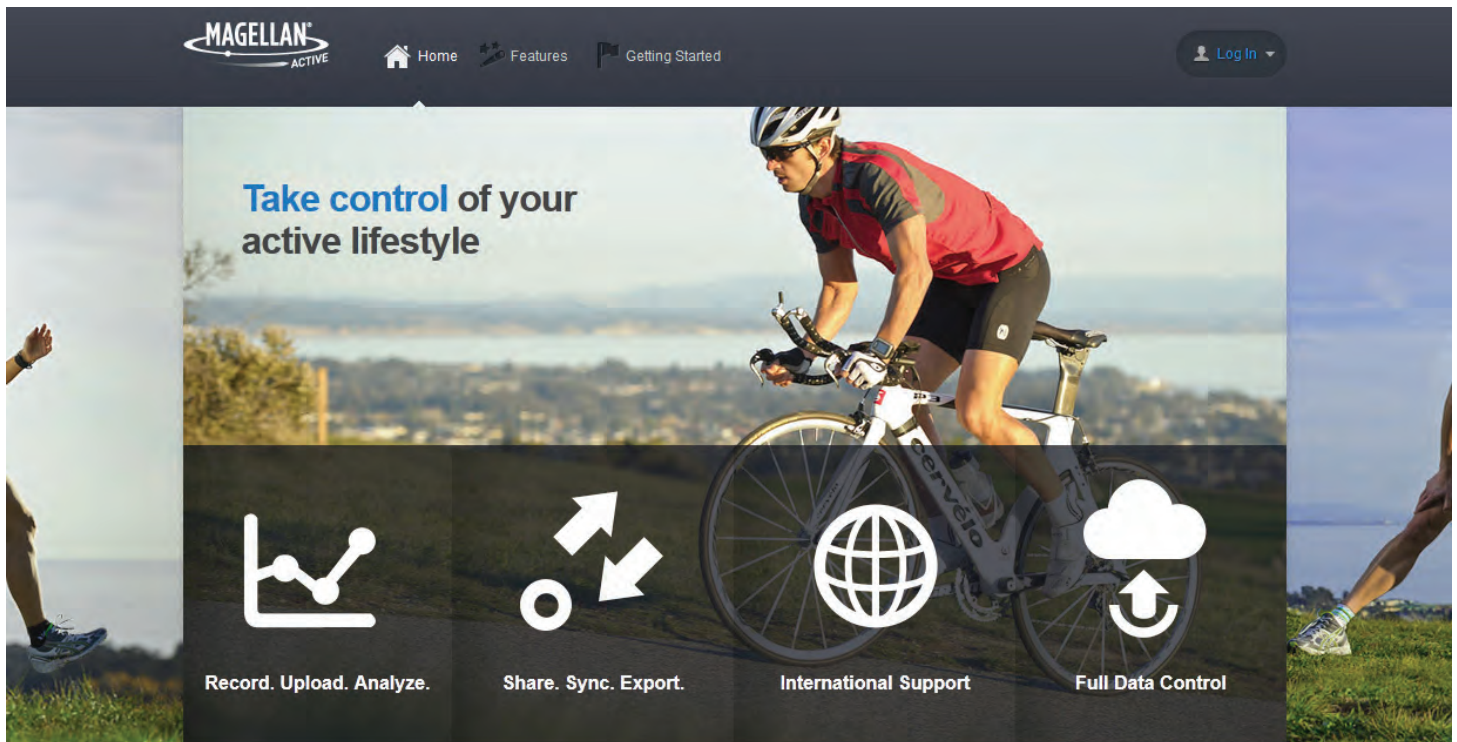 MAGELLAN®
ACTIVE
Home
Features
Getting Started
Log In
Take control of your
active lifestyle
cervélo
Record. Upload. Analyze.
Share. Sync. Export.
International Support
Full Data Control